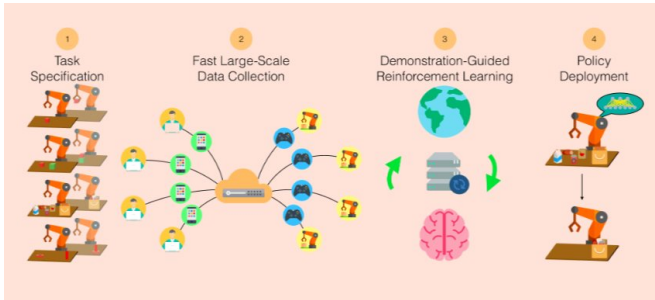 1
Task
Specification
2
Fast Large-Scale
Data Collection
3
Demonstration-Guided
Reinforcement Learning
4
Policy
Deployment